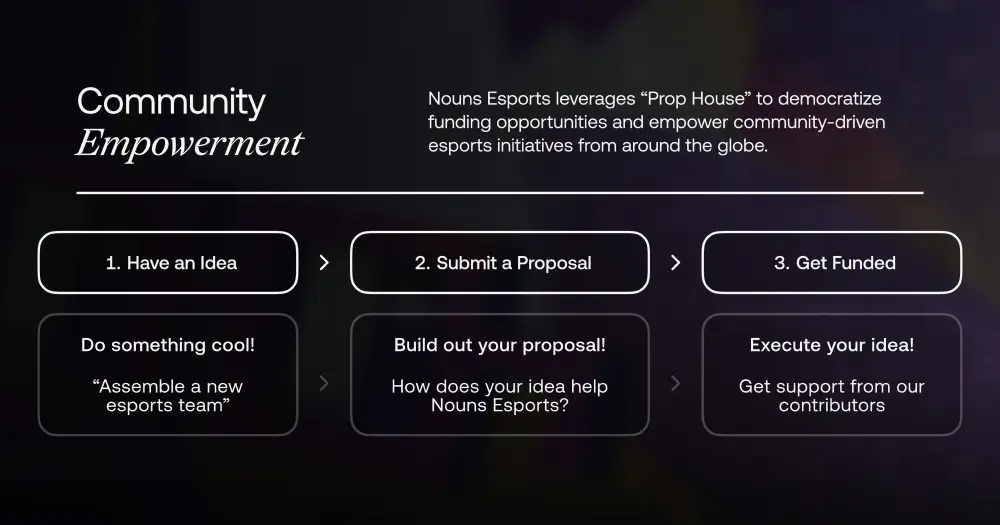 Community
Empowerment
Nouns Esports leverages “Prop House” to democratize
funding opportunities and empower community-driven
esports initiatives from around the globe.
1. Have an Idea
2. Submit a Proposal
3. Get Funded
Do something cool!
“Assemble a new
esports team”
Build out your proposal!
How does your idea help
Nouns Esports?
Execute your idea!
Get support from our
contributors